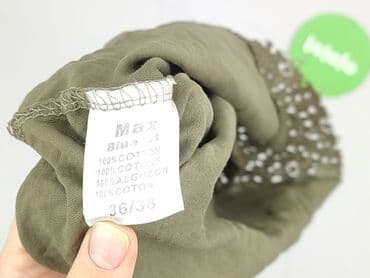 Max
100% COTTON
100% COTONE
100% ALGODON
100% COTON
36/38